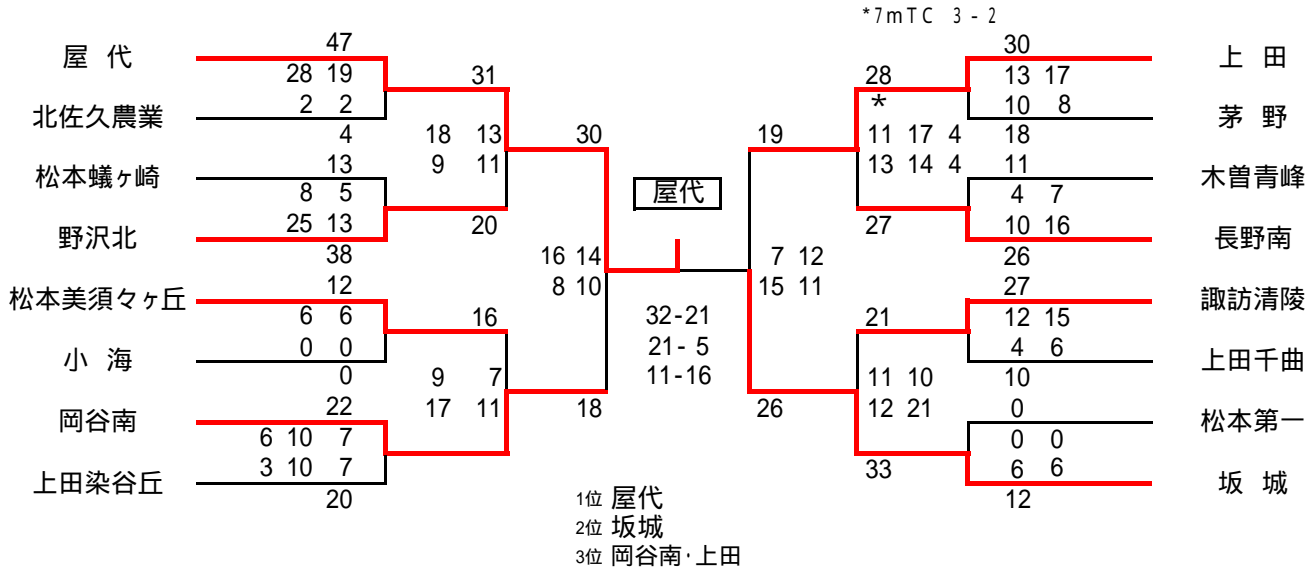 *7mTC 3-2
屋 代
47
28 19
2 2
北佐久農業
4
松本蟻ヶ崎
13
8 5
25 13
野沢北
38
松本美須々ヶ丘
12
6 6
0 0
小 海
0
岡谷南
22
6 10 7
3 10 7
上田染谷丘
20
31
18 13
9 11
20
16
9 7
17 11
18
30
16 14
8 10
屋代
32-21
21- 5
11-16
19
7 12
15 11
26
28
*
11 17 4
13 14 4
27
21
11 10
12 21
33
30
上 田
13 17
10 8
茅 野
18
11
木曽青峰
4 7
10 16
長野南
26
27
諏訪清陵
12 15
4 6
上田千曲
10
0
松本第一
0 0
6 6
坂 城
12
1位 屋代
2位 坂城
3位 岡谷南・上田